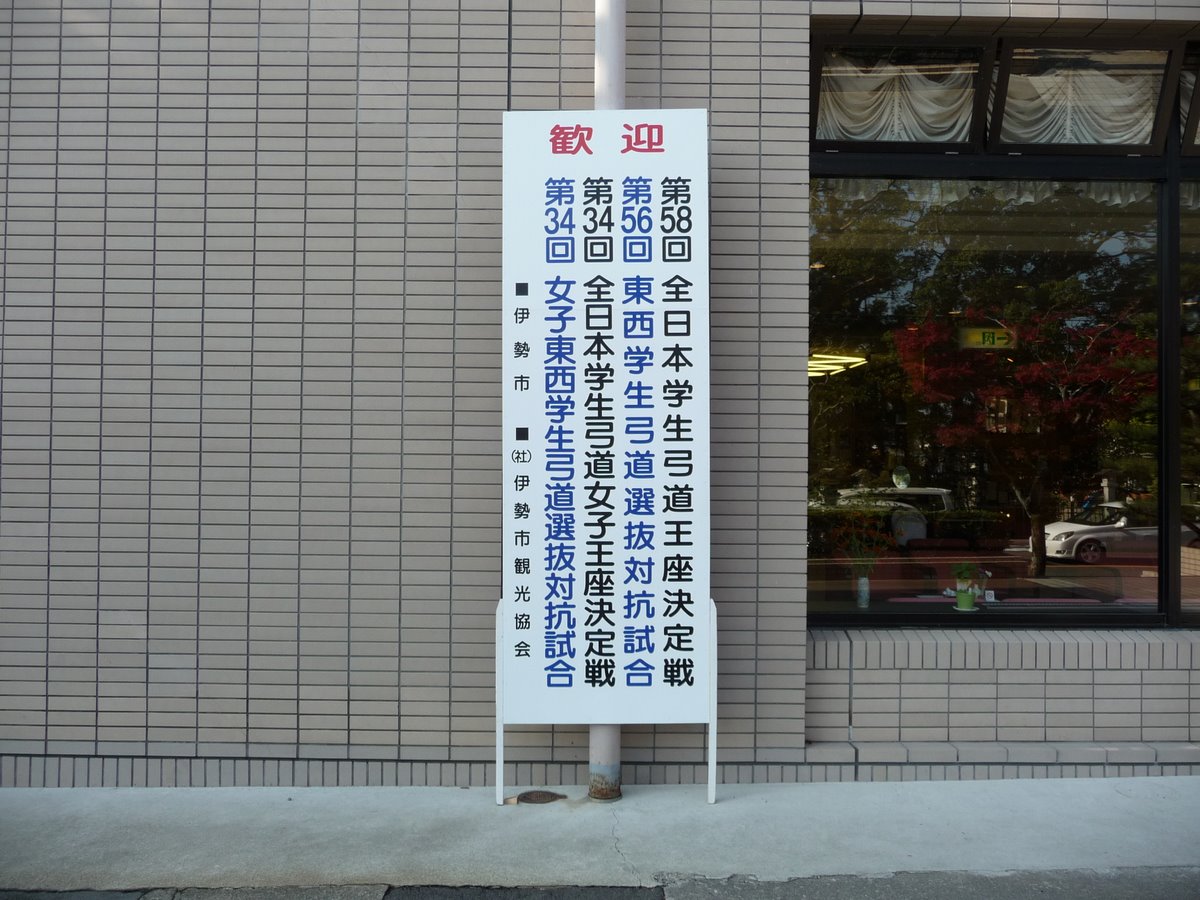 歓迎
第58回 全日本学生弓道王座決定戦
第56回 東西学生弓道選抜対抗試合
第34回 全日本学生弓道女子王座決定戦
第34回 女子東西学生弓道選抜対抗試合
■伊勢市 ■(社)伊勢市観光協会